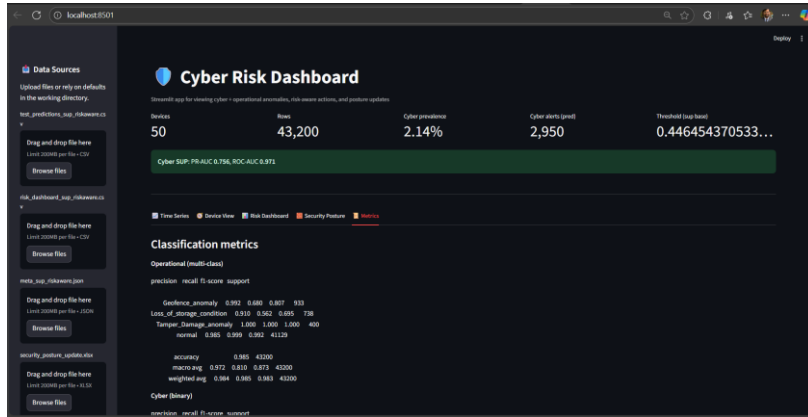 localhost:8501
Deploy
Data Sources
Upload files or rely on defaults
in the working directory.
test_predictions_sup_riskaware.cs
v
Drag and drop file here
Limit 200MB per file • CSV
Browse files
risk_dashboard_sup_riskaware.cs
v
Drag and drop file here
Limit 200MB per file • CSV
Browse files
meta_sup_riskaware.json
Drag and drop file here
Limit 200MB per file • JSON
Browse files
security_posture_update.xlsx
Drag and drop file here
Limit 200MB per file • XLSX
Browse files
Cyber Risk Dashboard
Streamlit app for viewing cyber + operational anomalies, risk-aware actions, and posture updates
Devices Rows Cyber prevalence Cyber alerts (pred) Threshold (sup base)
50 43,200 2.14% 2,950 0.446454370533...
Cyber SUP: PR-AUC 0.756, ROC-AUC 0.971
Time Series Device View Risk Dashboard Security Posture Metrics
Classification metrics
Operational (multi-class)
precision recall f1-score support
Geofence_anomaly 0.992 0.680 0.807 933
Loss_of_storage_condition 0.910 0.562 0.695 738
Tamper_Damage_anomaly 1.000 1.000 1.000 400
normal 0.985 0.999 0.992 41129
accuracy 0.985 43200
macro avg 0.972 0.810 0.873 43200
weighted avg 0.984 0.985 0.983 43200
Cyber (binary)
precision recall f1-score support